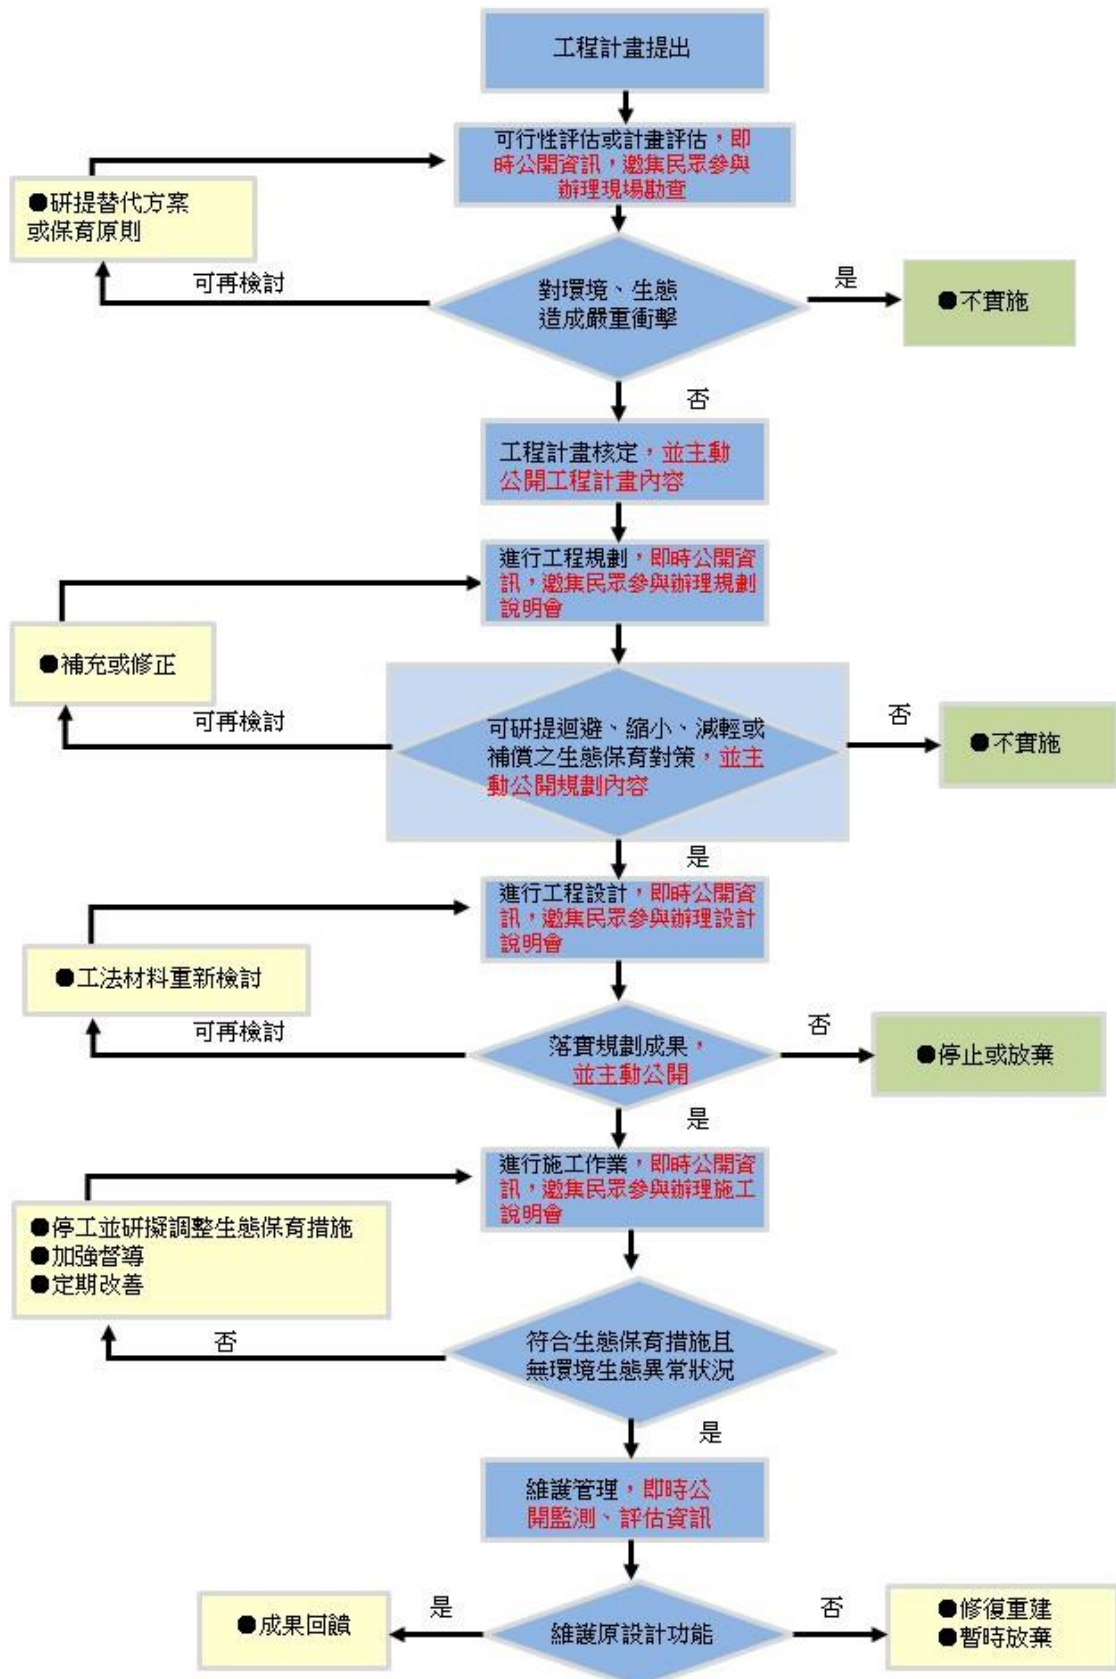 工程計畫提出
可行性評估或計畫評估，即
時公開資訊，邀集民眾參與
辦理現場勘查
●研提替代方案
或保育原則
可再檢討
對環境、生態
造成嚴重衝擊
是
●不實施
否
工程計畫核定，並主動
公開工程計畫內容
進行工程規劃，即時公開資
訊，邀集民眾參與辦理規劃
說明會
●補充或修正
可再檢討
可研提迴避、縮小、減輕或
補償之生態保育對策，並主
動公開規劃內容
否
●不實施
是
進行工程設計，即時公開資
訊，邀集民眾參與辦理設計
說明會
●工法材料重新檢討
可再檢討
落實規劃成果，
並主動公開
否
●停止或放棄
是
進行施工作業，即時公開資
訊，邀集民眾參與辦理施工
說明會
●停工並研擬調整生態保育措施
●加強督導
●定期改善
否
符合生態保育措施且
無環境生態異常狀況
是
維護管理，即時公
開監測、評估資訊
●成果回饋
是
維護原設計功能
否
●修復重建
●暫時放棄